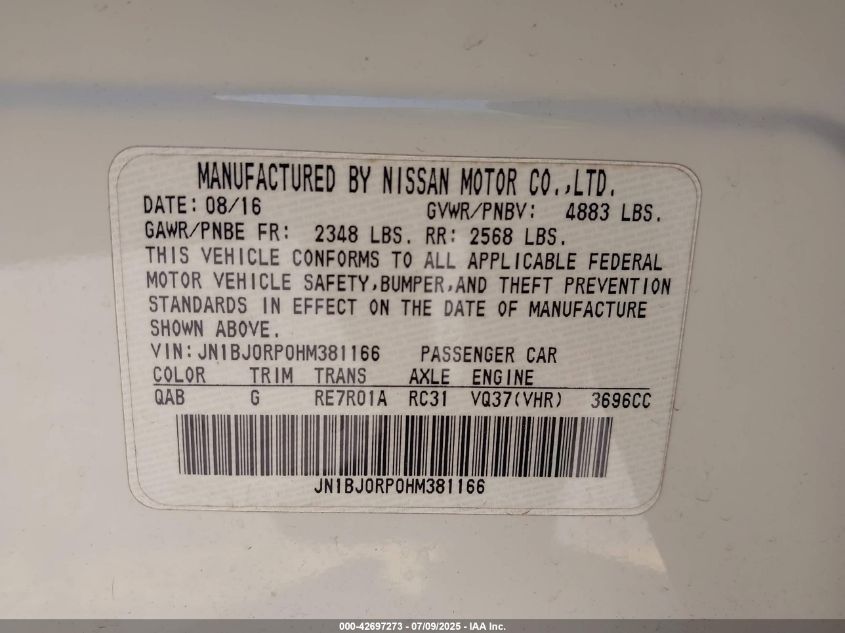 MANUFACTURED BY NISSAN MOTOR CO.,LTD.
DATE: 08/16 GVWR/PNBV: 4883 LBS.
GAWR/PNBE FR: 2348 LBS. RR: 2568 LBS.
THIS VEHICLE CONFORMS TO ALL APPLICABLE FEDERAL
MOTOR VEHICLE SAFETY,BUMPER,AND THEFT PREVENTION
STANDARDS IN EFFECT ON THE DATE OF MANUFACTURE
SHOWN ABOVE.
VIN: JN1BJ0RP0HM381166 PASSENGER CAR
COLOR TRIM TRANS AXLE ENGINE
QAB G RE7R01A RC31 VQ37(VHR) 3696CC
JN1BJ0RP0HM381166
000-42697273 - 07/09/2025 - IAA Inc.